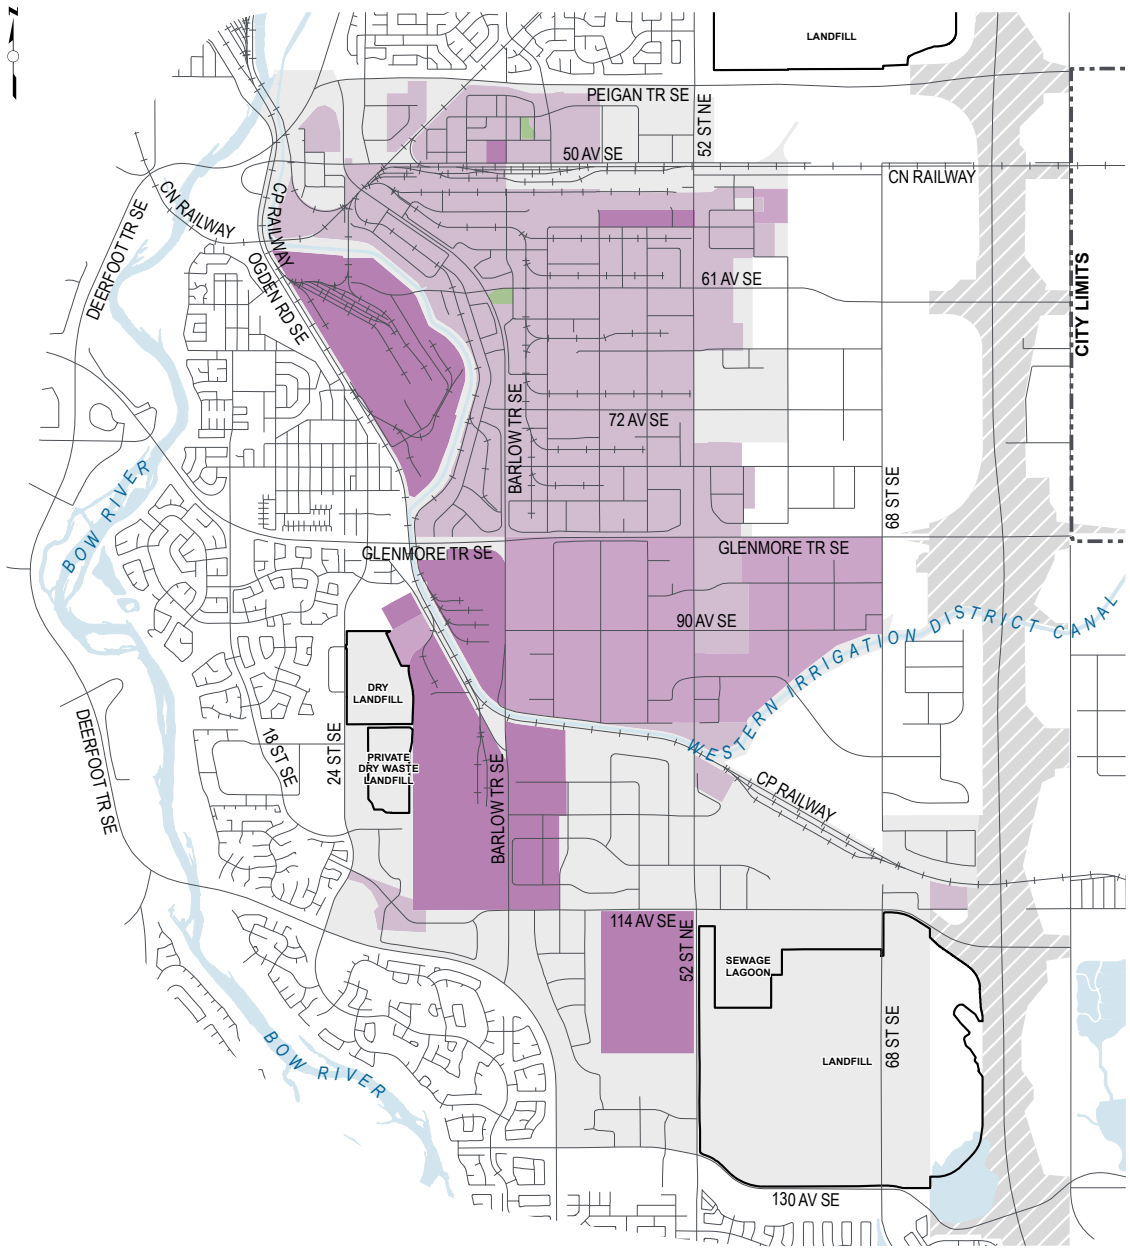 N
LANDFILL
PEIGAN TR SE
52 ST NE
50 AV SE
CN RAILWAY
CN RAILWAY
CP RAILWAY
DEERFOOT TR SE
OGDEN RD SE
61 AV SE
CITY LIMITS
BARLOW TR SE
72 AV SE
68 ST SE
BOW RIVER
GLENMORE TR SE
GLENMORE TR SE
90 AV SE
WESTERN IRRIGATION DISTRICT CANAL
DRY
LANDFILL
24 ST SE
18 ST SE
DEERFOOT TR SE
PRIVATE
DRY WASTE
LANDFILL
BARLOW TR SE
CP RAILWAY
114 AV SE
52 ST NE
SEWAGE
LAGOON
68 ST SE
LANDFILL
BOW RIVER
130 AV SE